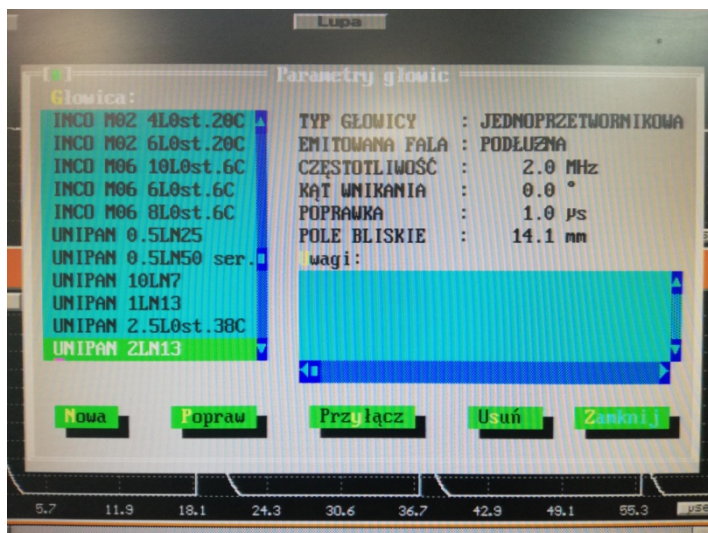 Lupa
Parametry głowic
Głowica:
INCO M02 4L0st.20C
INCO M02 6L0st.20C
INCO M06 10L0st.6C
INCO M06 6L0st.6C
INCO M06 8L0st.6C
UNIPAN 0.5LN25
UNIPAN 0.5LN50 ser.
UNIPAN 10LN7
UNIPAN 1LN13
UNIPAN 2.5L0st.38C
UNIPAN 2LN13
TYP GŁOWICY : JEDNOPRZETWORNIKOWA
EMITOWANA FALA : PODŁUŻNA
CZĘSTOTLIWOŚĆ : 2.0 MHz
KĄT WNIKANIA : 0.0 °
POPRAWKA : 1.0 µs
POLE BLISKIE : 14.1 mm
Uwagi:
Nowa Popraw Przyłącz Usuń Zamknij
5.7 11.9 18.1 24.3 30.6 36.7 42.9 49.1 55.3 µse